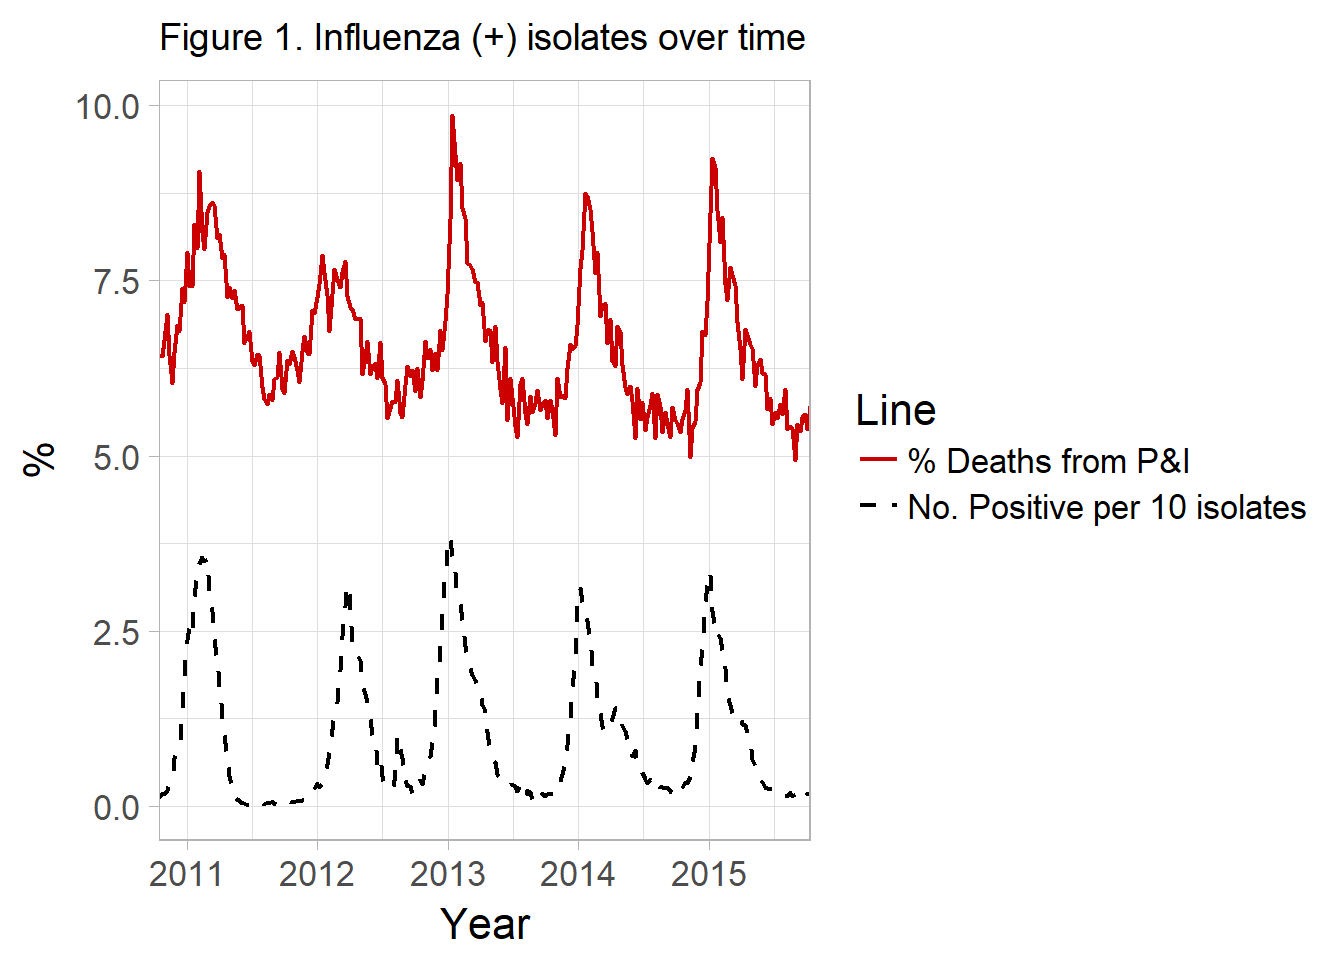 Figure 1. Influenza (+) isolates over time
10.0
7.5
5.0
2.5
0.0
%
2011 2012 2013 2014 2015
Year
Line
% Deaths from P&I
No. Positive per 10 isolates